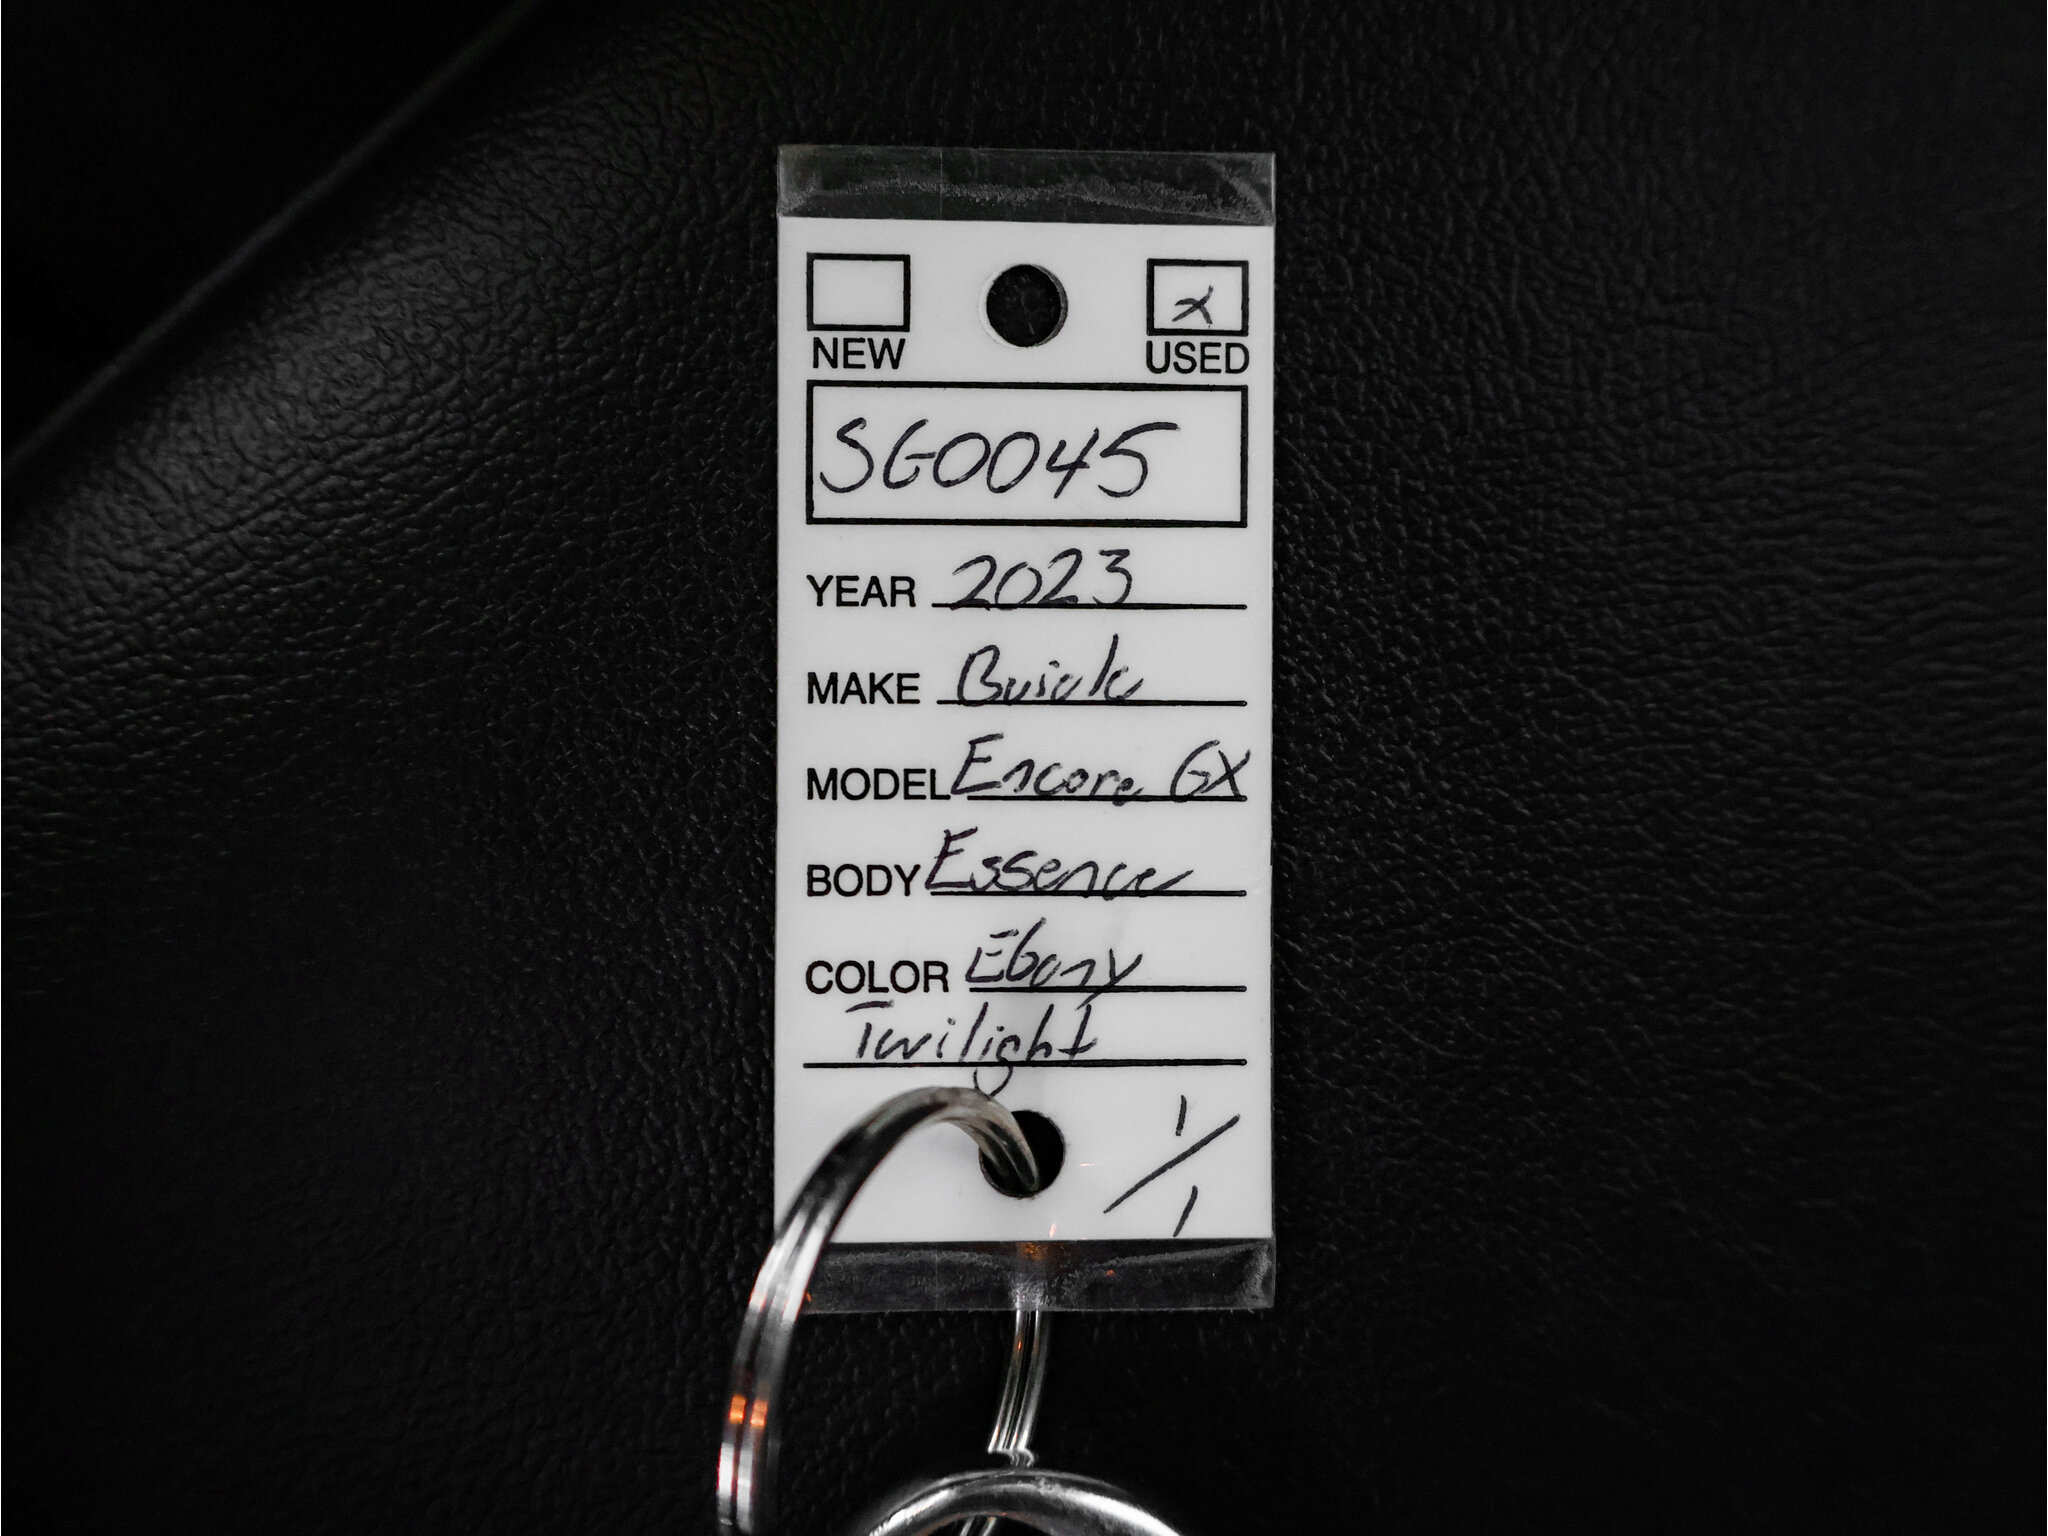 NEW X USED
SG0045
YEAR 2023
MAKE Buick
MODEL Encore GX
BODY Essence
COLOR Ebony
Twilight
1/1